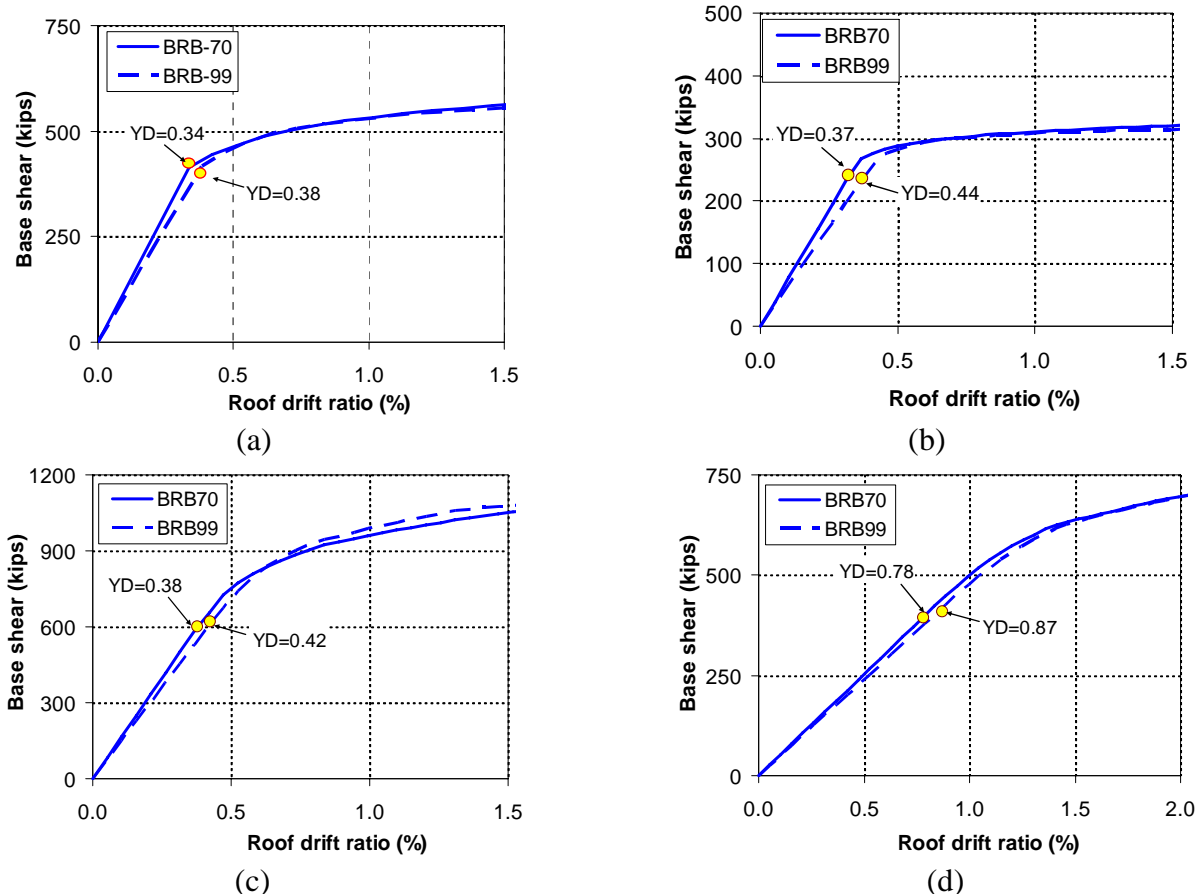 750
BRB-70
BRB-99
500
YD=0.34
YD=0.38
250
0
0.0 0.5 1.0 1.5
Base shear (kips)
Roof drift ratio (%)
(a)
500
BRB70
BRB99
400
300
YD=0.37
YD=0.44
200
100
0
0.0 0.5 1.0 1.5
Base shear (kips)
Roof drift ratio (%)
(b)
1200
BRB70
BRB99
900
YD=0.38
600
YD=0.42
300
0
0.0 0.5 1.0 1.5
Base shear (kips)
Roof drift ratio (%)
(c)
750
BRB70
BRB99
YD=0.78
500
YD=0.87
250
0
0.0 0.5 1.0 1.5 2.0
Base shear (kips)
Roof drift ratio (%)
(d)